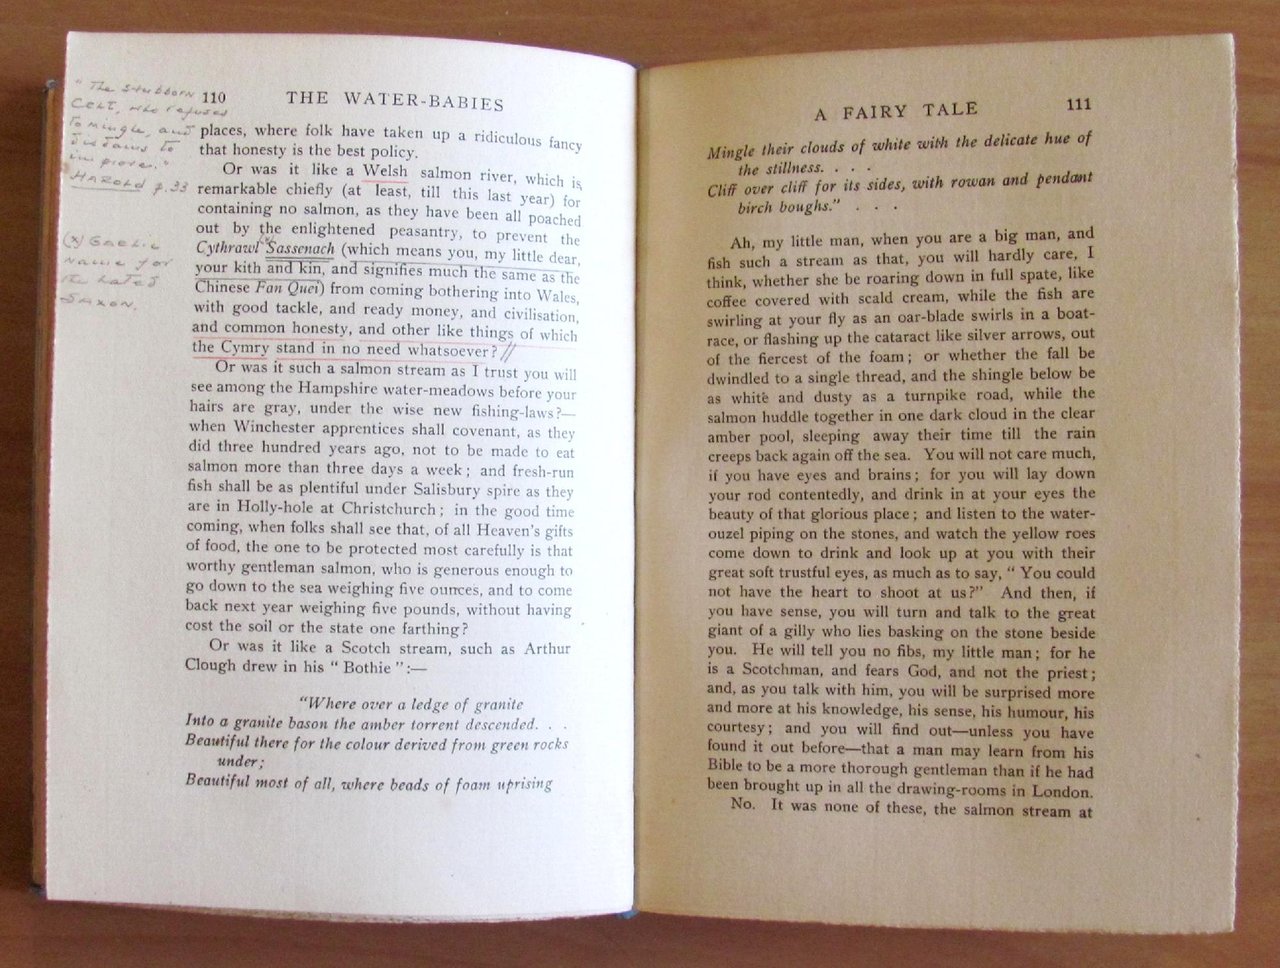 "The stubborn
Celt, who refuses
to mingle, and
disdains to
improve."
HAROLD p. 33
(x) Gaelic
name for
the hated
SAXON.
110 THE WATER-BABIES
places, where folk have taken up a ridiculous fancy
that honesty is the best policy.
Or was it like a Welsh salmon river, which is
remarkable chiefly (at least, till this last year) for
containing no salmon, as they have been all poached
out by the enlightened peasantry, to prevent the
Cythrawl (x) Sassenach (which means you, my little dear,
your kith and kin, and signifies much the same as the
Chinese Fan Quei) from coming bothering into Wales,
with good tackle, and ready money, and civilisation,
and common honesty, and other like things of which
the Cymry stand in no need whatsoever? //
Or was it such a salmon stream as I trust you will
see among the Hampshire water-meadows before your
hairs are gray, under the wise new fishing-laws?—
when Winchester apprentices shall covenant, as they
did three hundred years ago, not to be made to eat
salmon more than three days a week; and fresh-run
fish shall be as plentiful under Salisbury spire as they
are in Holly-hole at Christchurch; in the good time
coming, when folks shall see that, of all Heaven's gifts
of food, the one to be protected most carefully is that
worthy gentleman salmon, who is generous enough to
go down to the sea weighing five ounces, and to come
back next year weighing five pounds, without having
cost the soil or the state one farthing?
Or was it like a Scotch stream, such as Arthur
Clough drew in his "Bothie":—
"Where over a ledge of granite
Into a granite bason the amber torrent descended. . .
Beautiful there for the colour derived from green rocks
under;
Beautiful most of all, where beads of foam uprising
A FAIRY TALE 111
Mingle their clouds of white with the delicate hue of
the stillness. . . .
Cliff over cliff for its sides, with rowan and pendant
birch boughs." . . .
Ah, my little man, when you are a big man, and
fish such a stream as that, you will hardly care, I
think, whether she be roaring down in full spate, like
coffee covered with scald cream, while the fish are
swirling at your fly as an oar-blade swirls in a boat-
race, or flashing up the cataract like silver arrows, out
of the fiercest of the foam; or whether the fall be
dwindled to a single thread, and the shingle below be
as white and dusty as a turnpike road, while the
salmon huddle together in one dark cloud in the clear
amber pool, sleeping away their time till the rain
creeps back again off the sea. You will not care much,
if you have eyes and brains; for you will lay down
your rod contentedly, and drink in at your eyes the
beauty of that glorious place; and listen to the water-
ouzel piping on the stones, and watch the yellow roes
come down to drink and look up at you with their
great soft trustful eyes, as much as to say, "You could
not have the heart to shoot at us?" And then, if
you have sense, you will turn and talk to the great
giant of a gilly who lies basking on the stone beside
you. He will tell you no fibs, my little man; for he
is a Scotchman, and fears God, and not the priest;
and, as you talk with him, you will be surprised more
and more at his knowledge, his sense, his humour, his
courtesy; and you will find out—unless you have
found it out before—that a man may learn from his
Bible to be a more thorough gentleman than if he had
been brought up in all the drawing-rooms in London.
No. It was none of these, the salmon stream at